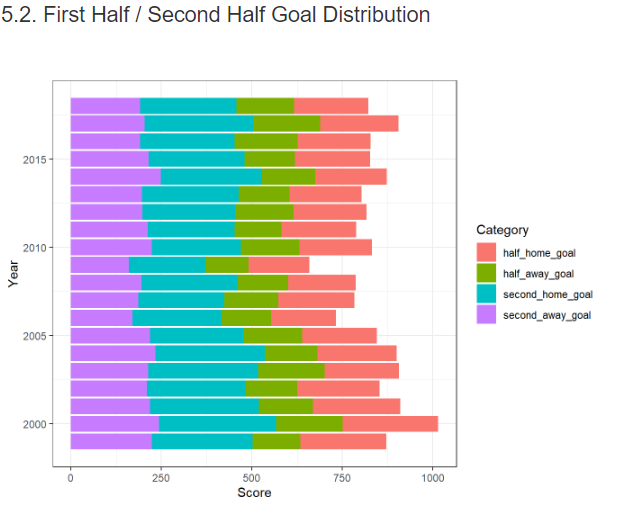 5.2. First Half / Second Half Goal Distribution
2015
2010
2005
2000
Year
0 250 500 750 1000
Score
Category
half_home_goal
half_away_goal
second_home_goal
second_away_goal